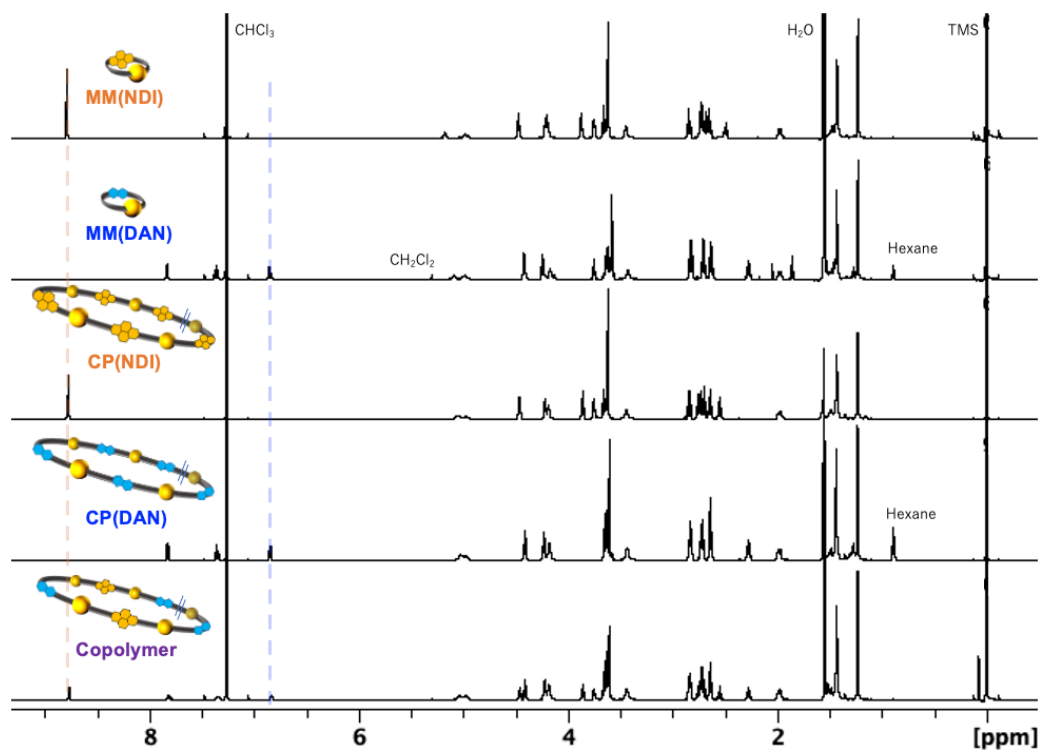 CHCl₃
H₂O
TMS
MM(NDI)
MM(DAN)
CH₂Cl₂
Hexane
CP(NDI)
CP(DAN)
Hexane
Copolymer
8
6
4
2
[ppm]